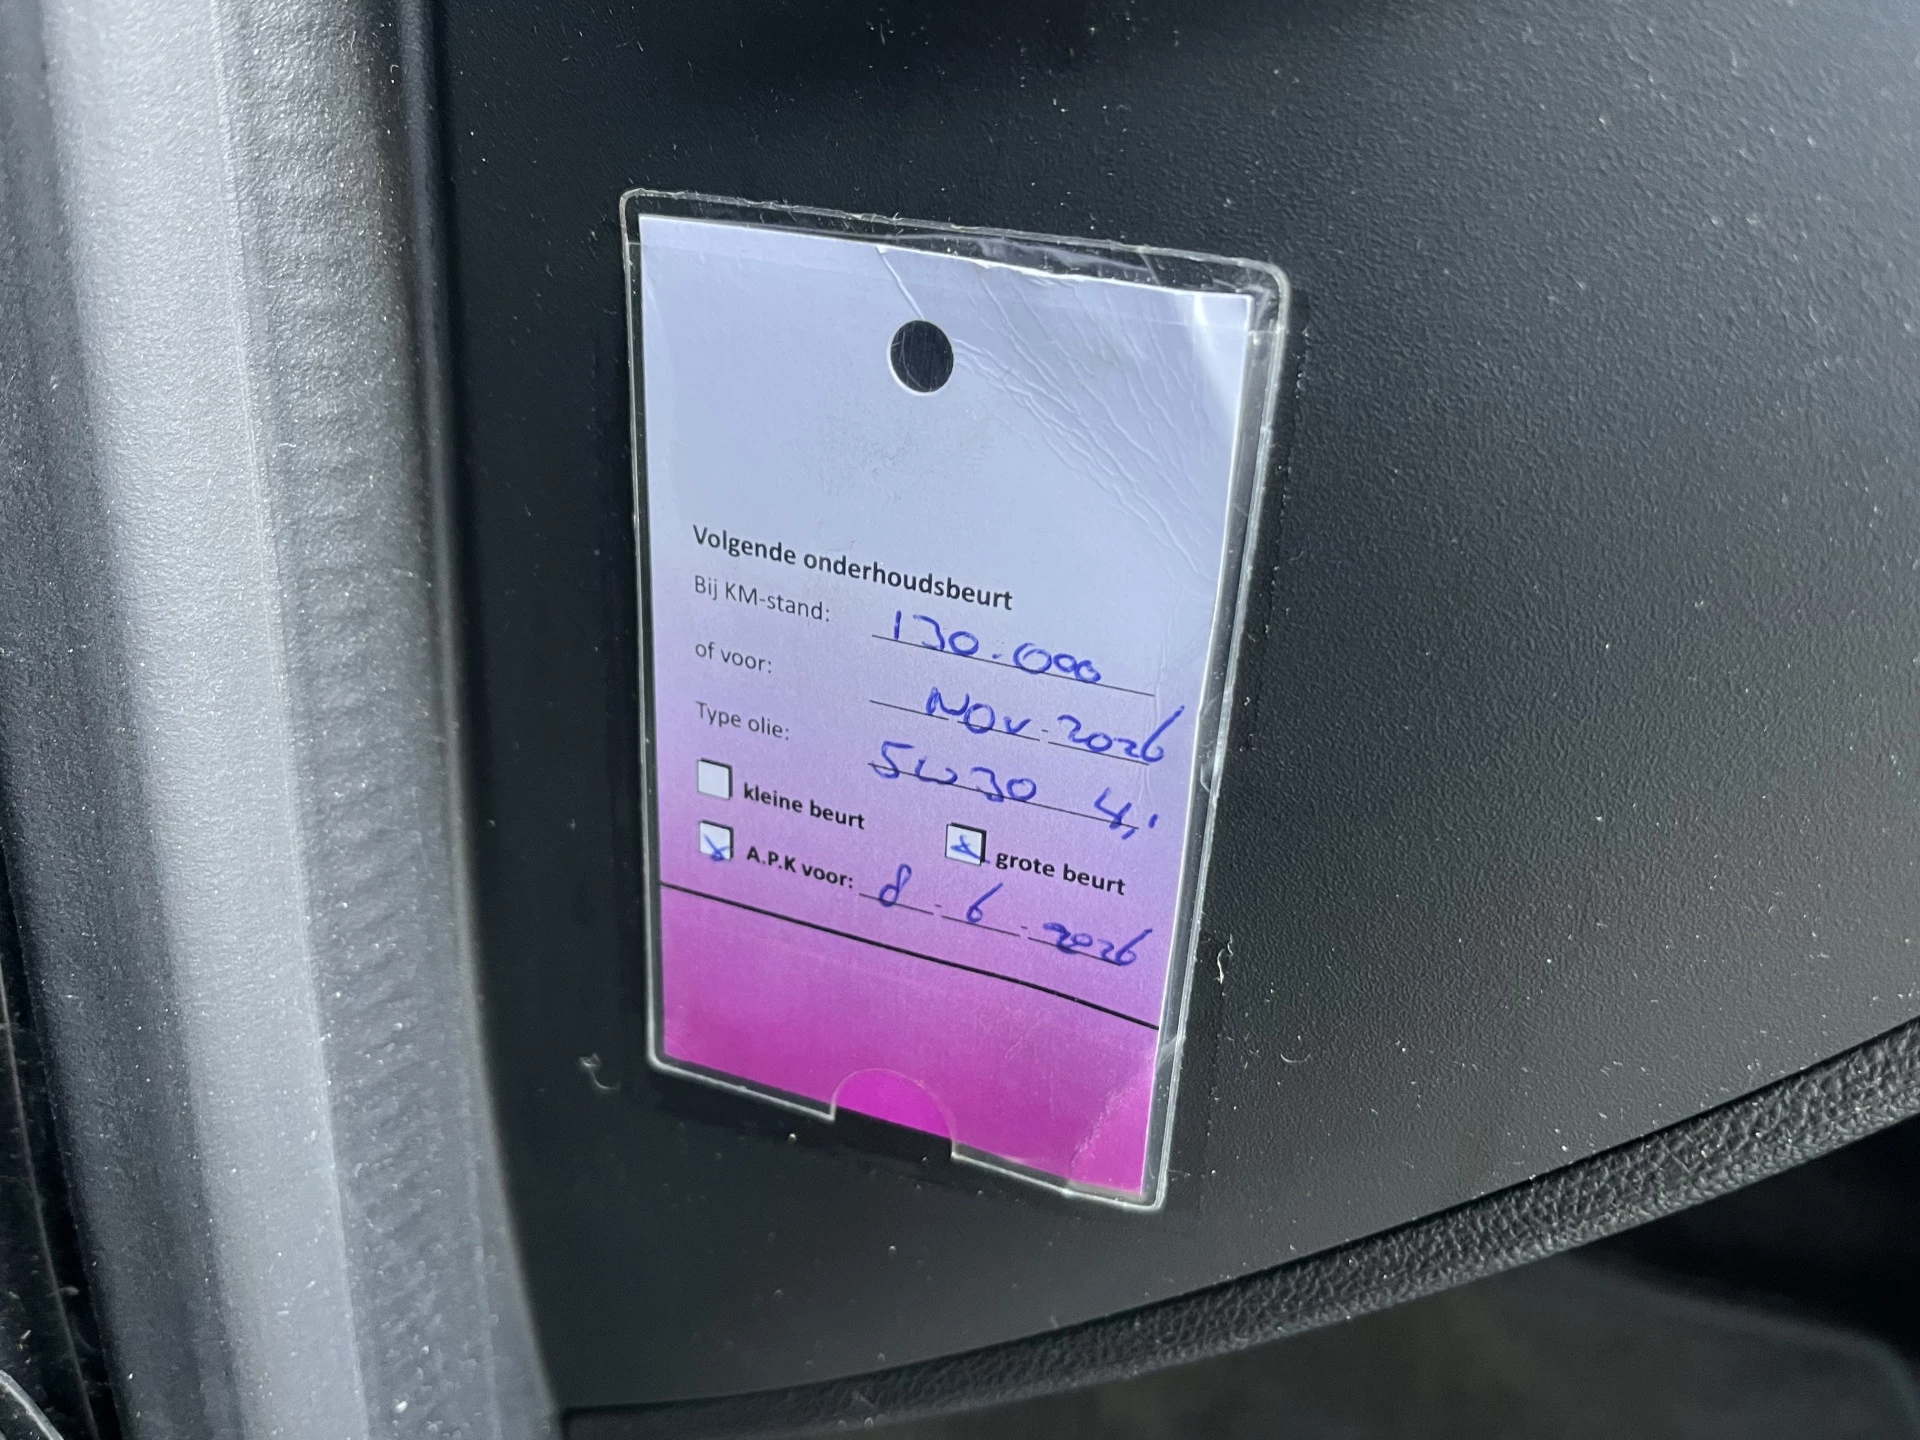 Volgende onderhoudsbeurt
Bij KM-stand: 130.000
of voor: Nov-2026
Type olie: 5w30 4,
kleine beurt x grote beurt
x A.P.K voor: 8-6-2026